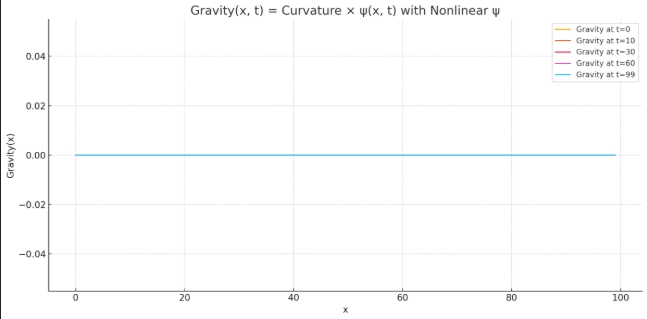 Gravity(x, t) = Curvature × ψ(x, t) with Nonlinear ψ
Gravity at t=0
Gravity at t=10
Gravity at t=30
Gravity at t=60
Gravity at t=99
Gravity(x)
0.04
0.02
0.00
−0.02
−0.04
0 20 40 60 80 100
x